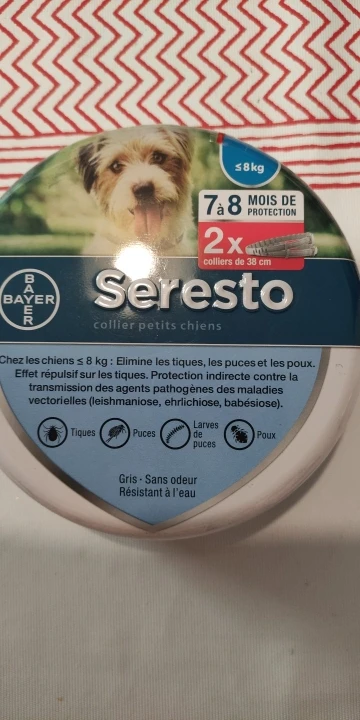 ≤8kg
7 à 8 MOIS DE PROTECTION
2x
colliers de 38 cm
BAYER
BAYER
Seresto
collier petits chiens
Chez les chiens ≤ 8 kg : Elimine les tiques, les puces et les poux.
Effet répulsif sur les tiques. Protection indirecte contre la
transmission des agents pathogènes des maladies
vectorielles (leishmaniose, ehrlichiose, babésiose).
Tiques
Puces
Larves de puces
Poux
Gris - Sans odeur
Résistant à l'eau